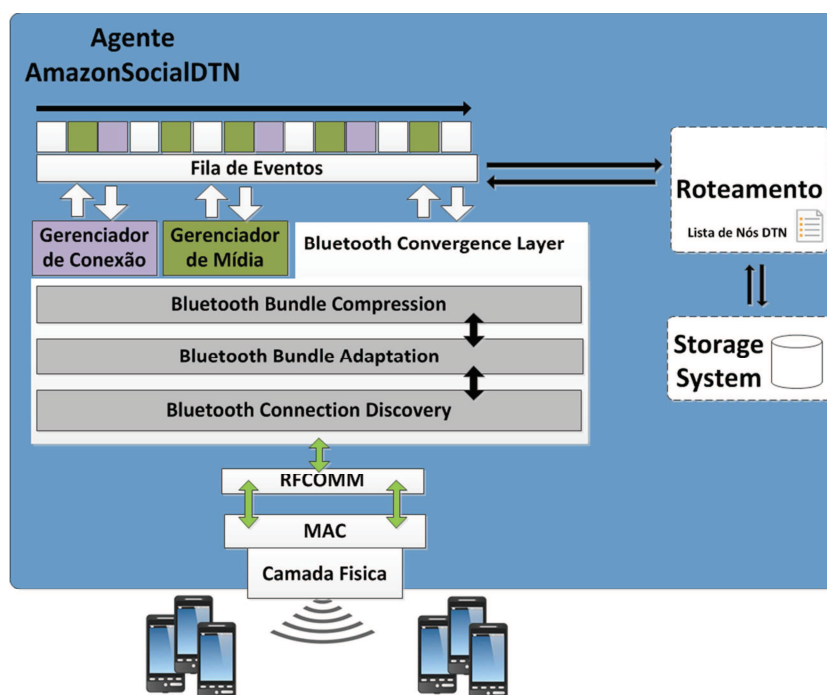 Agente
AmazonSocialDTN
Fila de Eventos
Roteamento
Lista de Nós DTN
Gerenciador
de Conexão
Gerenciador
de Mídia
Bluetooth Convergence Layer
Bluetooth Bundle Compression
Bluetooth Bundle Adaptation
Bluetooth Connection Discovery
Storage
System
RFCOMM
MAC
Camada Fisica